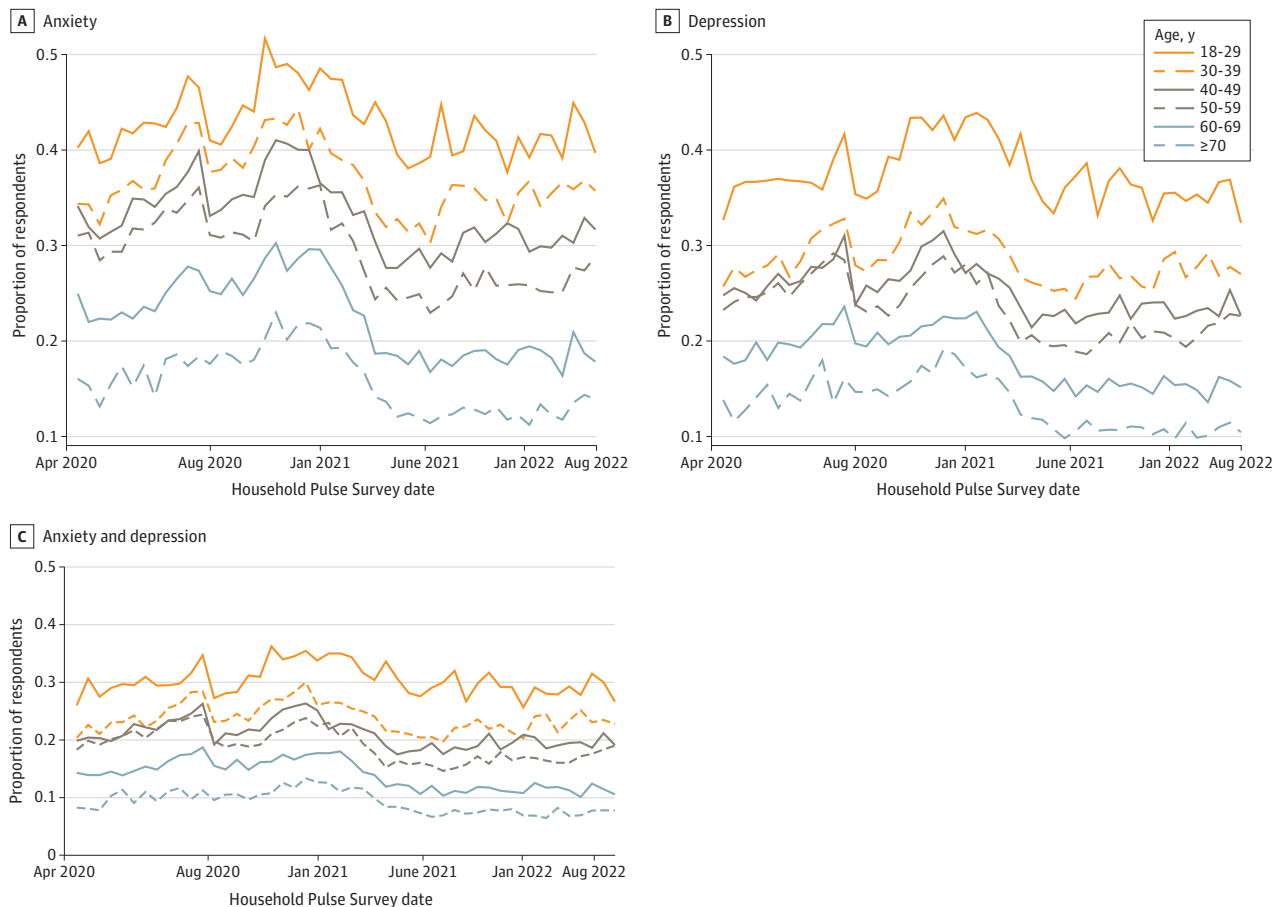 A Anxiety
0.5
0.4
0.3
0.2
0.1
Proportion of respondents
Apr 2020 Aug 2020 Jan 2021 June 2021 Jan 2022 Aug 2022
Household Pulse Survey date
B Depression
Age, y
18-29
30-39
40-49
50-59
60-69
≥70
0.5
0.4
0.3
0.2
0.1
Proportion of respondents
Apr 2020 Aug 2020 Jan 2021 June 2021 Jan 2022 Aug 2022
Household Pulse Survey date
C Anxiety and depression
0.5
0.4
0.3
0.2
0.1
0
Proportion of respondents
Apr 2020 Aug 2020 Jan 2021 June 2021 Jan 2022 Aug 2022
Household Pulse Survey date